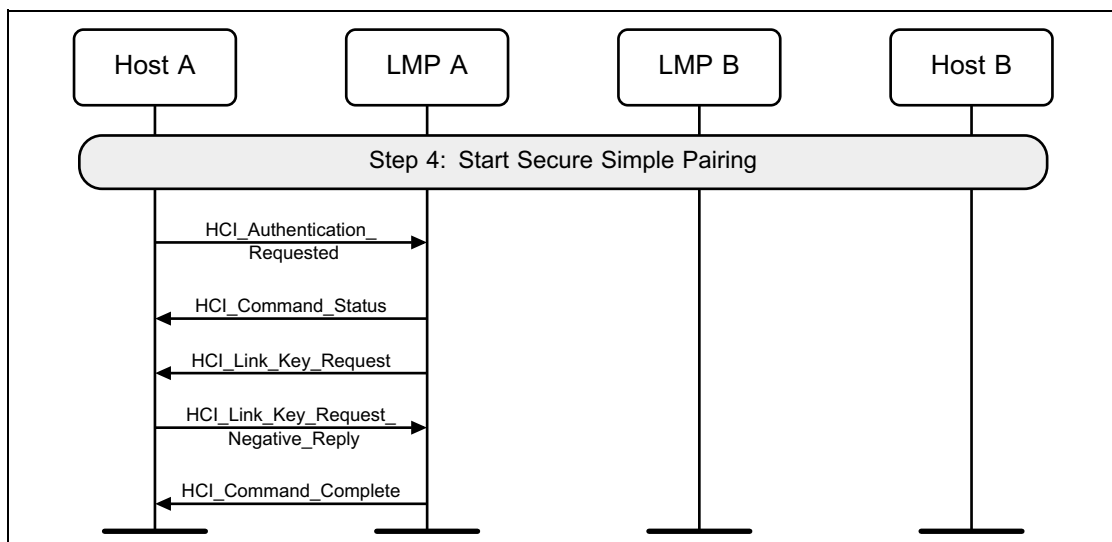 Host A
LMP A
LMP B
Host B
Step 4: Start Secure Simple Pairing
HCI_Authentication_
Requested
HCI_Command_Status
HCI_Link_Key_Request
HCI_Link_Key_Request_
Negative_Reply
HCI_Command_Complete